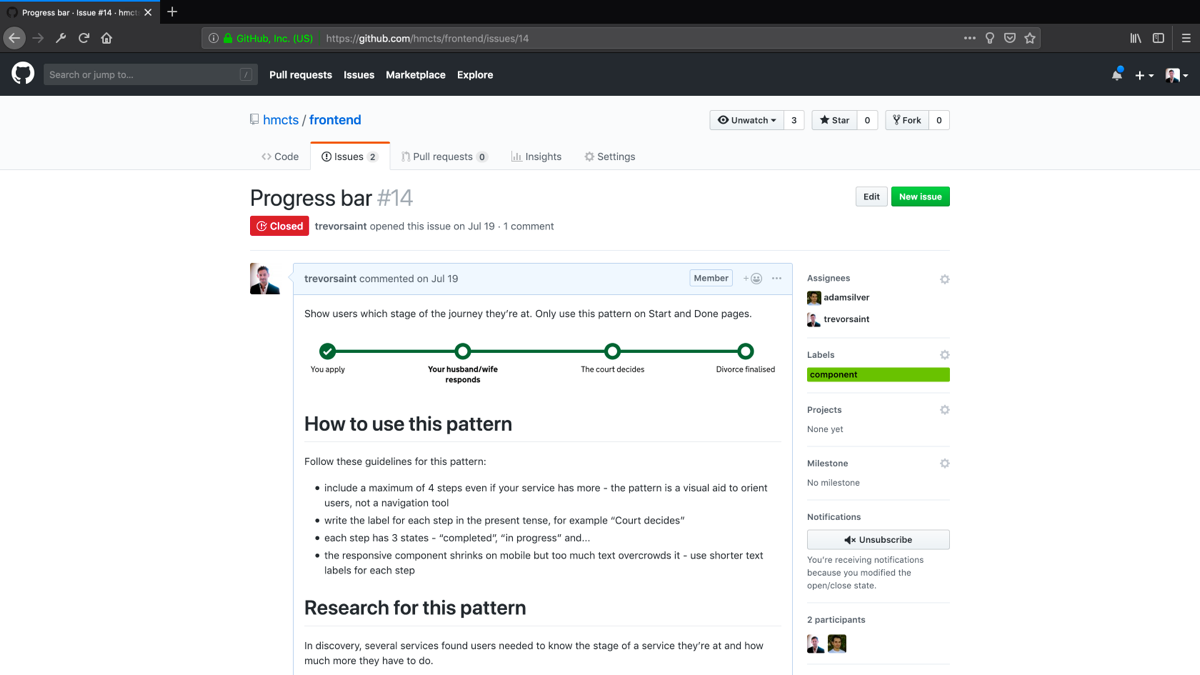 Progress bar · Issue #14 · hmct
GitHub, Inc. (US) https://github.com/hmcts/frontend/issues/14
Search or jump to... /
Pull requests Issues Marketplace Explore
hmcts / frontend
Unwatch 3 Star 0 Fork 0
Code Issues 2 Pull requests 0 Insights Settings
Progress bar #14
Edit New issue
Closed trevorsaint opened this issue on Jul 19 · 1 comment
trevorsaint commented on Jul 19 Member
Show users which stage of the journey they’re at. Only use this pattern on Start and Done pages.
You apply
Your husband/wife
responds
The court decides
Divorce finalised
How to use this pattern
Follow these guidelines for this pattern:
include a maximum of 4 steps even if your service has more - the pattern is a visual aid to orient
users, not a navigation tool
write the label for each step in the present tense, for example “Court decides”
each step has 3 states - “completed”, “in progress” and...
the responsive component shrinks on mobile but too much text overcrowds it - use shorter text
labels for each step
Research for this pattern
In discovery, several services found users needed to know the stage of a service they’re at and how
much more they have to do.
Assignees
adamsilver
trevorsaint
Labels
component
Projects
None yet
Milestone
No milestone
Notifications
Unsubscribe
You’re receiving notifications
because you modified the
open/close state.
2 participants